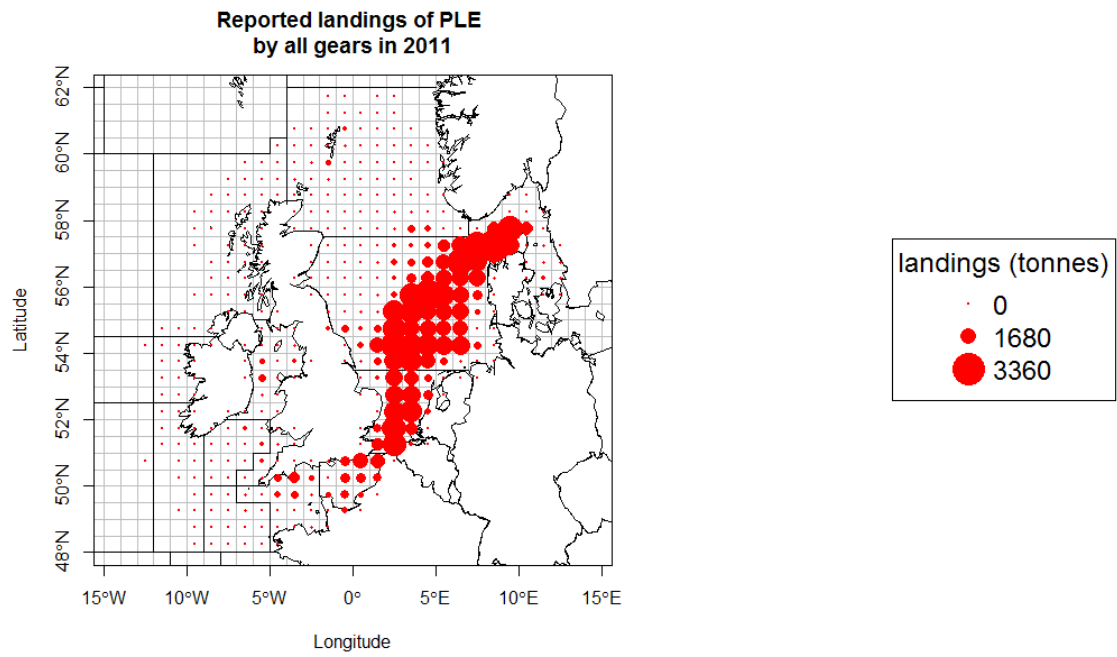 Reported landings of PLE
by all gears in 2011
62°N
60°N
58°N
56°N
54°N
52°N
50°N
48°N
Latitude
15°W
10°W
5°W
0°
5°E
10°E
15°E
Longitude
landings (tonnes)
0
1680
3360